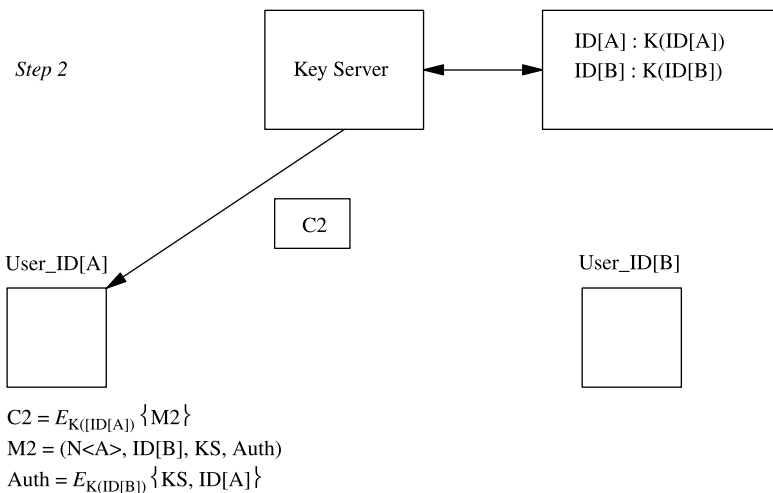 Step 2
Key Server
ID[A] : K(ID[A])
ID[B] : K(ID[B])
C2
User_ID[A]
User_ID[B]
C2 = E_K([ID[A]) {M2}
M2 = (N<A>, ID[B], KS, Auth)
Auth = E_K(ID[B]) {KS, ID[A]}